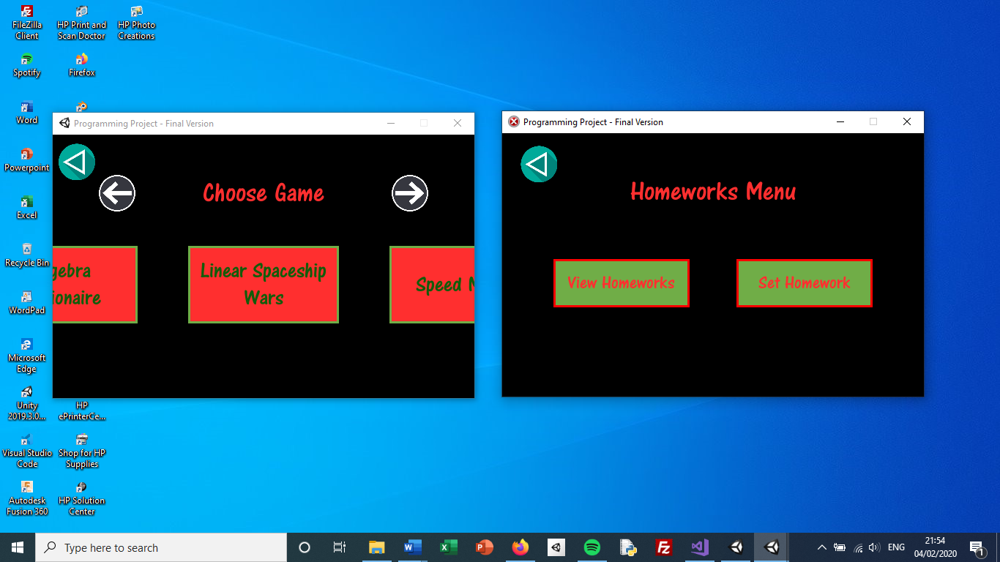 FileZilla
Client
HP Print and
Scan Doctor
HP Photo
Creations
Spotify
Firefox
Word
Powerpoint
Excel
Recycle Bin
WordPad
Microsoft
Edge
Unity
2019.3.0...
HP
ePrinterCe...
Visual Studio
Code
Shop for HP
Supplies
Autodesk
Fusion 360
HP Solution
Center
Programming Project - Final Version
Choose Game
gebra
ionaire
Linear Spaceship
Wars
Speed
Programming Project - Final Version
Homeworks Menu
View Homeworks
Set Homework
Type here to search
ENG
21:54
04/02/2020
1